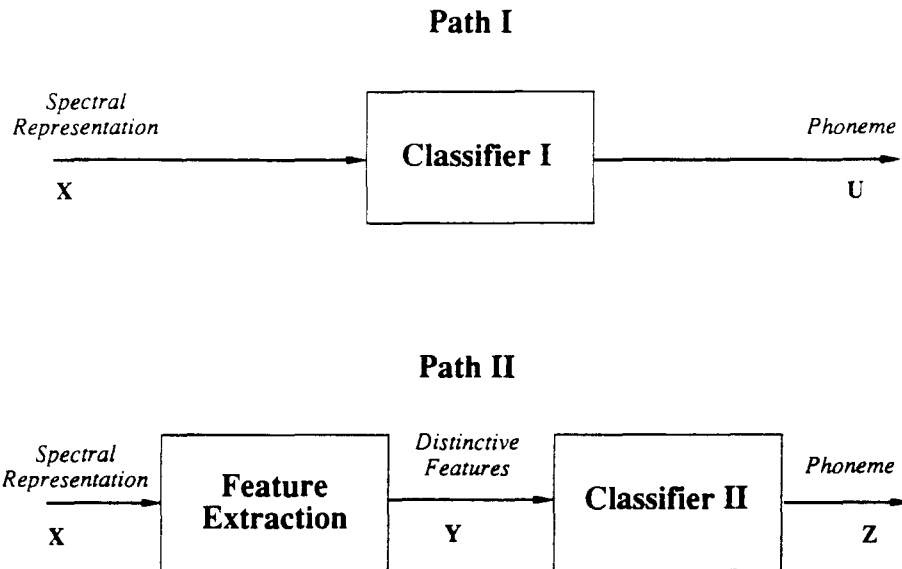 Path I
Spectral
Representation
X
Classifier I
Phoneme
U
Path II
Spectral
Representation
X
Feature
Extraction
Distinctive
Features
Y
Classifier II
Phoneme
Z